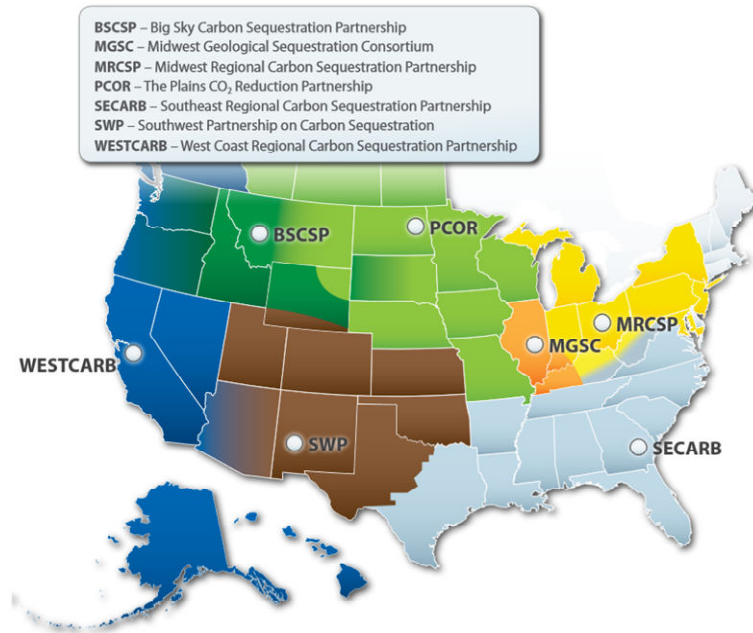 BSCSP – Big Sky Carbon Sequestration Partnership
MGSC – Midwest Geological Sequestration Consortium
MRCSP – Midwest Regional Carbon Sequestration Partnership
PCOR – The Plains CO₂ Reduction Partnership
SECARB – Southeast Regional Carbon Sequestration Partnership
SWP – Southwest Partnership on Carbon Sequestration
WESTCARB – West Coast Regional Carbon Sequestration Partnership
BSCSP
PCOR
MRCSP
MGSC
WESTCARB
SWP
SECARB